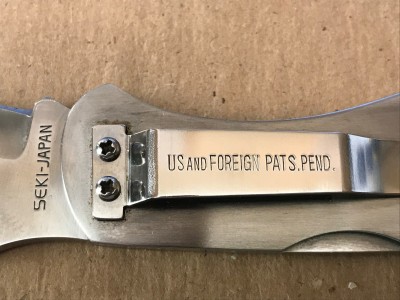 SEKI-JAPAN
US AND FOREIGN PATS. PEND.